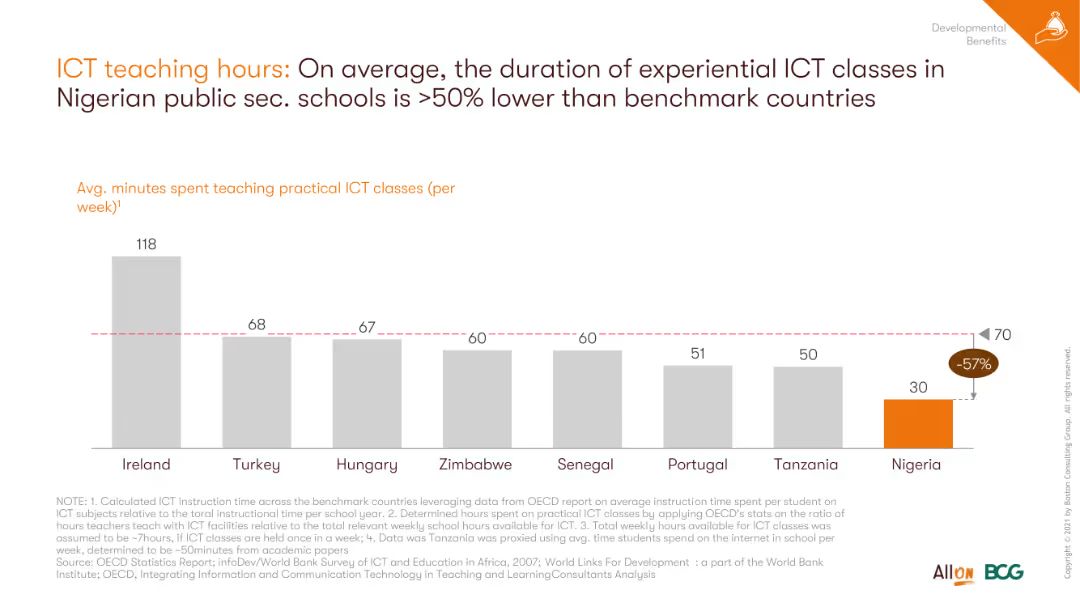 Developmental
Benefits
ICT teaching hours: On average, the duration of experiential ICT classes in
Nigerian public sec. schools is >50% lower than benchmark countries
Avg. minutes spent teaching practical ICT classes (per
week)¹
118
68
67
60
60
51
50
30
70
-57%
Ireland
Turkey
Hungary
Zimbabwe
Senegal
Portugal
Tanzania
Nigeria
NOTE: 1. Calculated ICT instruction time across the benchmark countries leveraging data from OECD report on average instruction time spent per student on
ICT subjects relative to the toral instructional time per school year. 2. Determined hours spent on practical ICT classes by applying OECD's stats on the ratio of
hours teachers teach with ICT facilities relative to the total relevant weekly school hours available for ICT. 3. Total weekly hours available for ICT classes was
assumed to be ~7hours, If ICT classes are held once in a week; 4. Data was Tanzania was proxied using avg. time students spend on the internet in school per
week, determined to be ~50minutes from academic papers
Source: OECD Statistics Report; infoDev/World Bank Survey of ICT and Education in Africa, 2007; World Links For Development : a part of the World Bank
Institute; OECD, Integrating Information and Communication Technology in Teaching and LearningConsultants Analysis
All On BCG
Copyright © 2021 by Boston Consulting Group. All rights reserved.